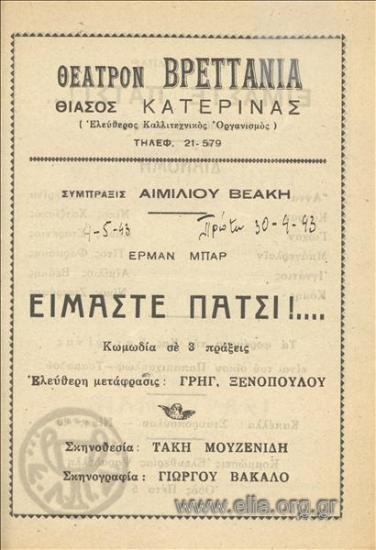 ΘΕΑΤΡΟΝ ΒΡΕΤΤΑΝΙΑ
ΘΙΑΣΟΣ ΚΑΤΕΡΙΝΑΣ
( Ἐλεύθερος Καλλιτεχνικὸς Ὀργανισμὸς )
ΤΗΛΕΦ. 21-579
ΣΥΜΠΡΑΞΙΣ ΑΙΜΙΛΙΟΥ ΒΕΑΚΗ
4-5-43 Πρώτη 30-4-43
ΕΡΜΑΝ ΜΠΑΡ
ΕΙΜΑΣΤΕ ΠΑΤΣΙ!....
Κωμωδία σὲ 3 πράξεις
Ἐλεύθερη μετάφρασις: ΓΡΗΓ. ΞΕΝΟΠΟΥΛΟΥ
Σκηνοθεσία: ΤΑΚΗ ΜΟΥΖΕΝΙΔΗ
Σκηνογραφία: ΓΙΩΡΓΟΥ ΒΑΚΑΛΟ
www.elia.org.gr